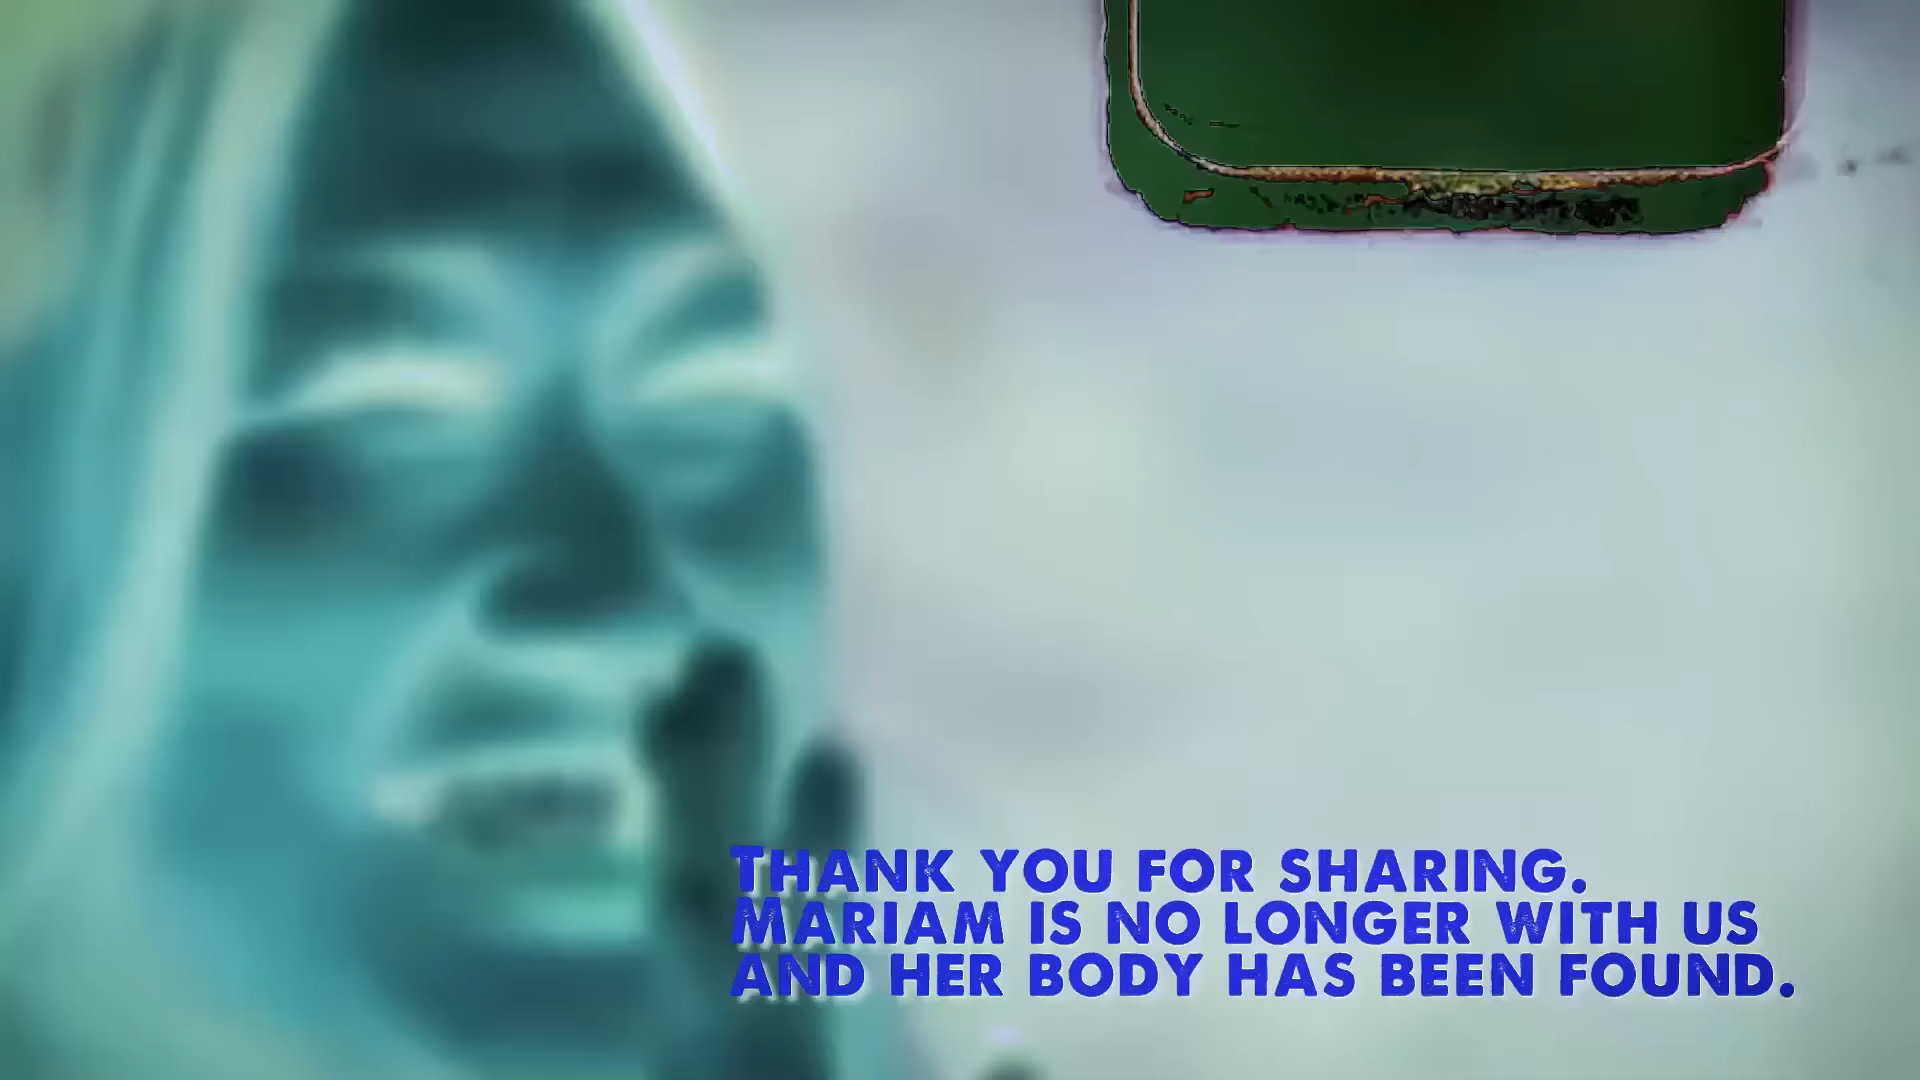 Thank you for sharing.
Mariam is no longer with us
and her body has been found.